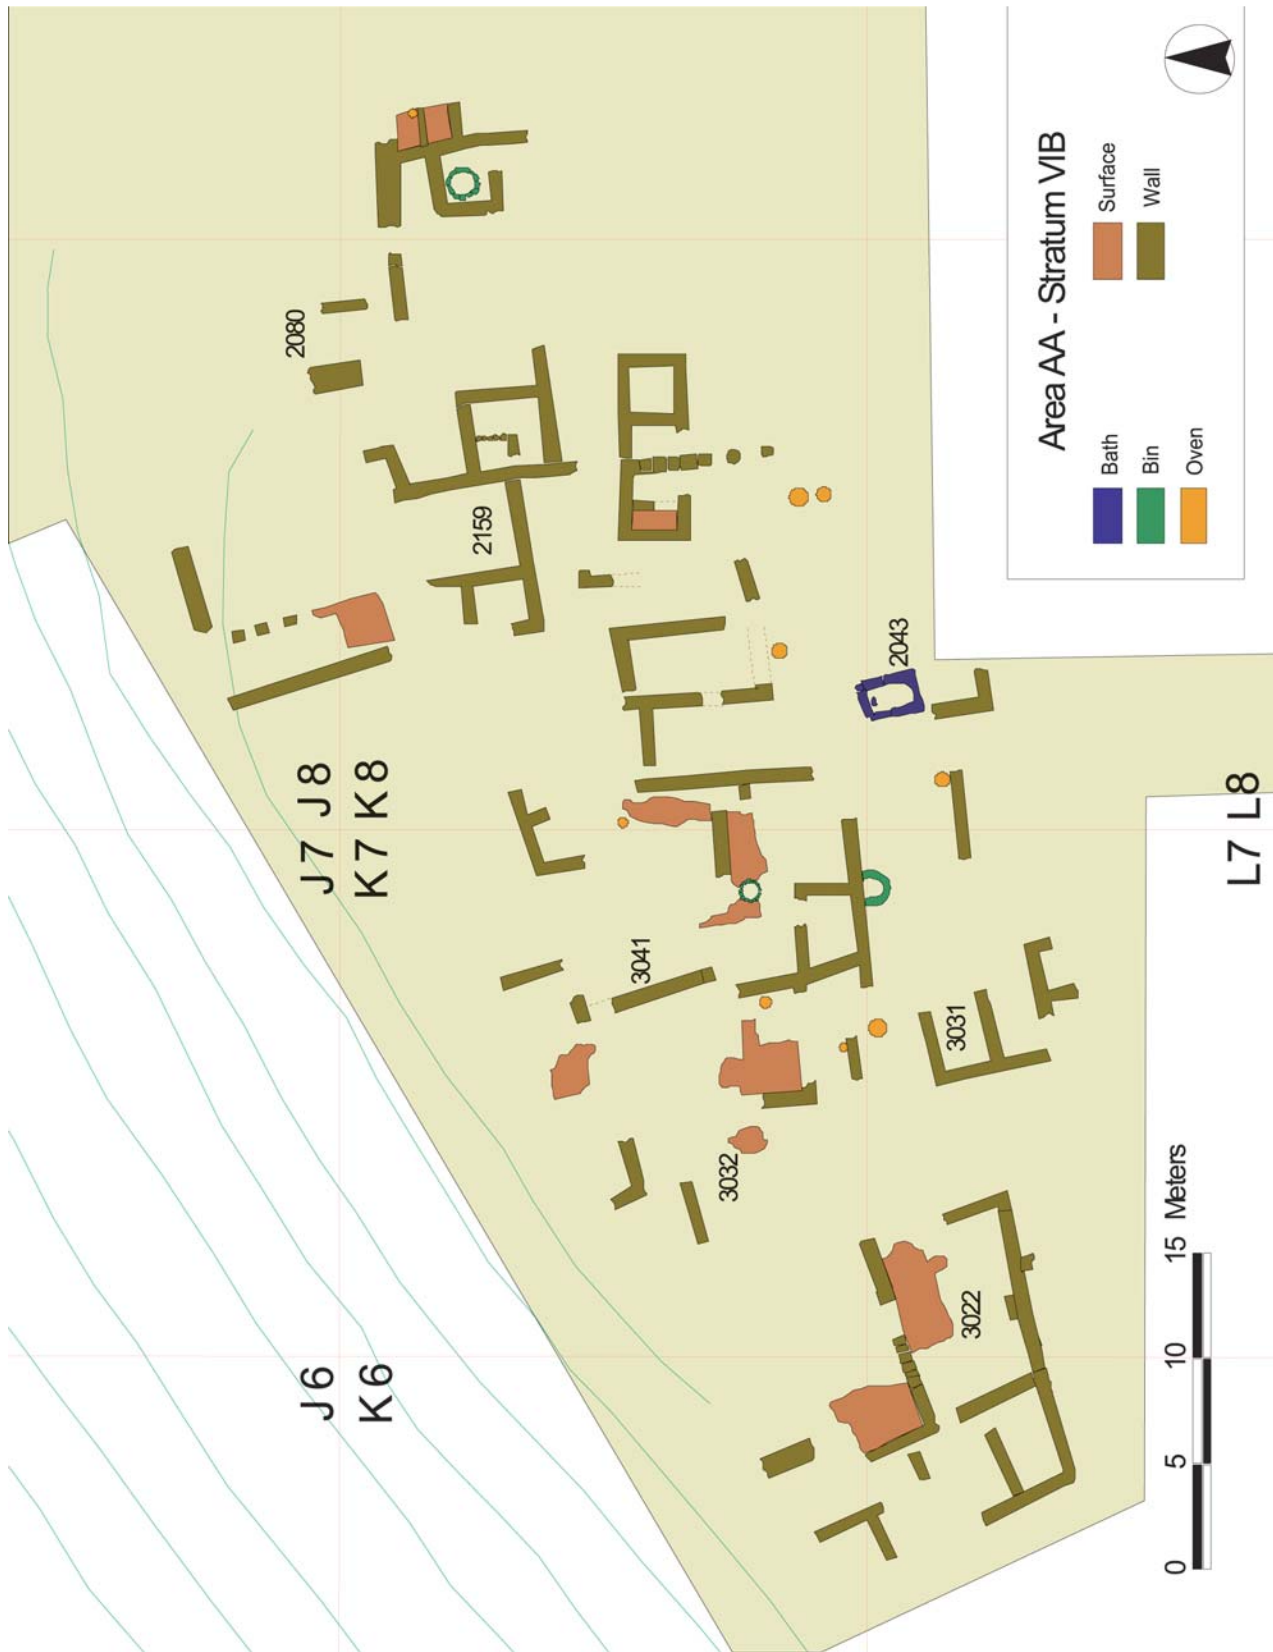 2080
2159
J7 J8
K7 K8
3041
2043
J6
K6
3032
3031
3022
L7 L8
Area AA - Stratum VIB
Bath
Bin
Oven
Surface
Wall
0 5 10 15 Meters